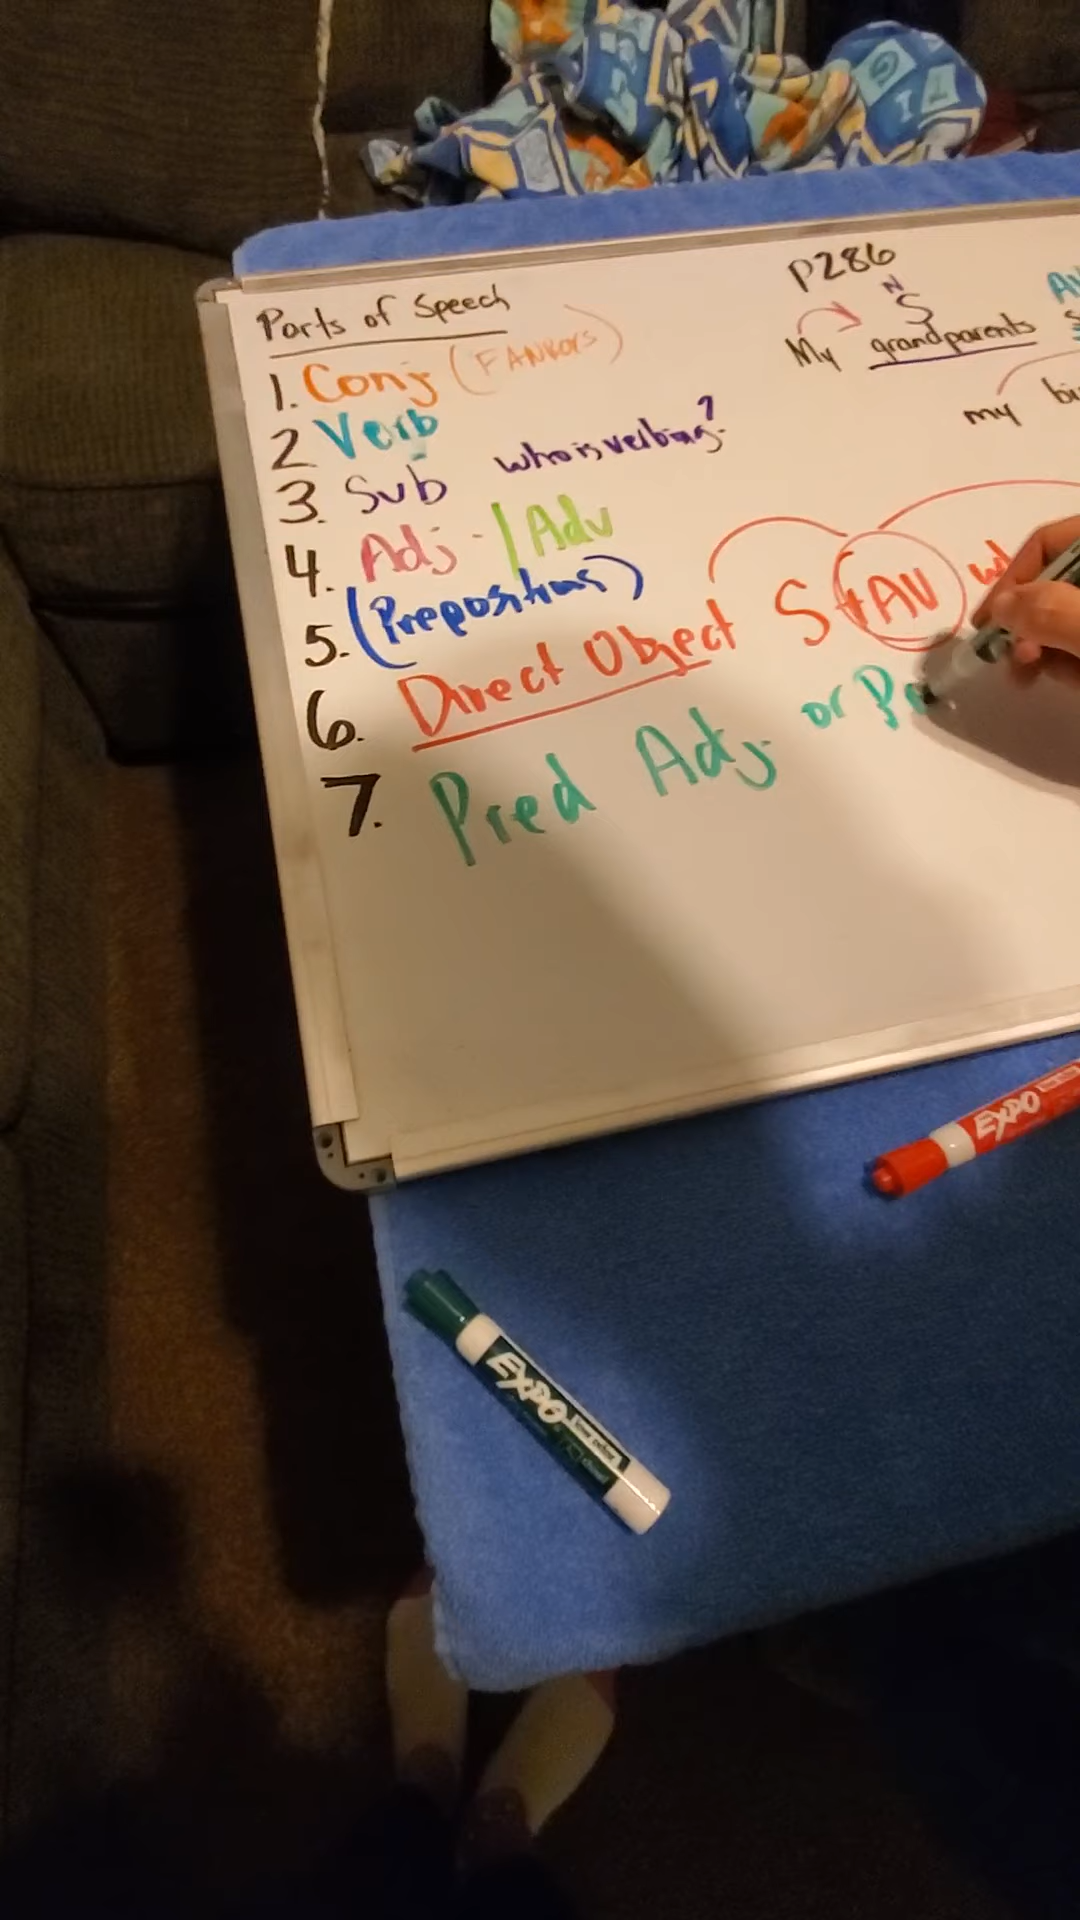 Parts of Speech
1. Conj (FANBOYS)
2 Verb
3. Sub who is verbing?
4. Adj. / Adv
5. (Prepositions)
6. Direct Object S + AV
7. Pred Adj. or Pr
P286
N
S
My grandparents
my
EXPO
EXPO